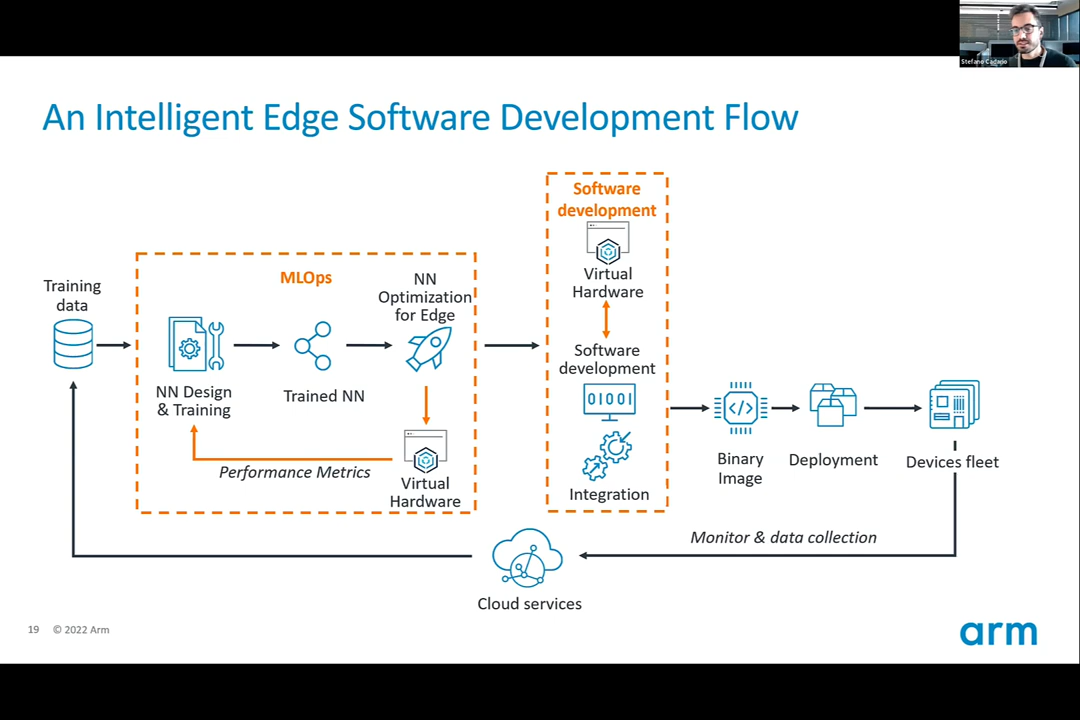 Stefano Cadario
An Intelligent Edge Software Development Flow
Training
data
MLOps
NN Design
& Training
Trained NN
NN
Optimization
for Edge
Performance Metrics
Virtual
Hardware
Software
development
Virtual
Hardware
Software
development
01001
Integration
Binary
Image
Deployment
Devices fleet
Monitor & data collection
Cloud services
19 © 2022 Arm
arm